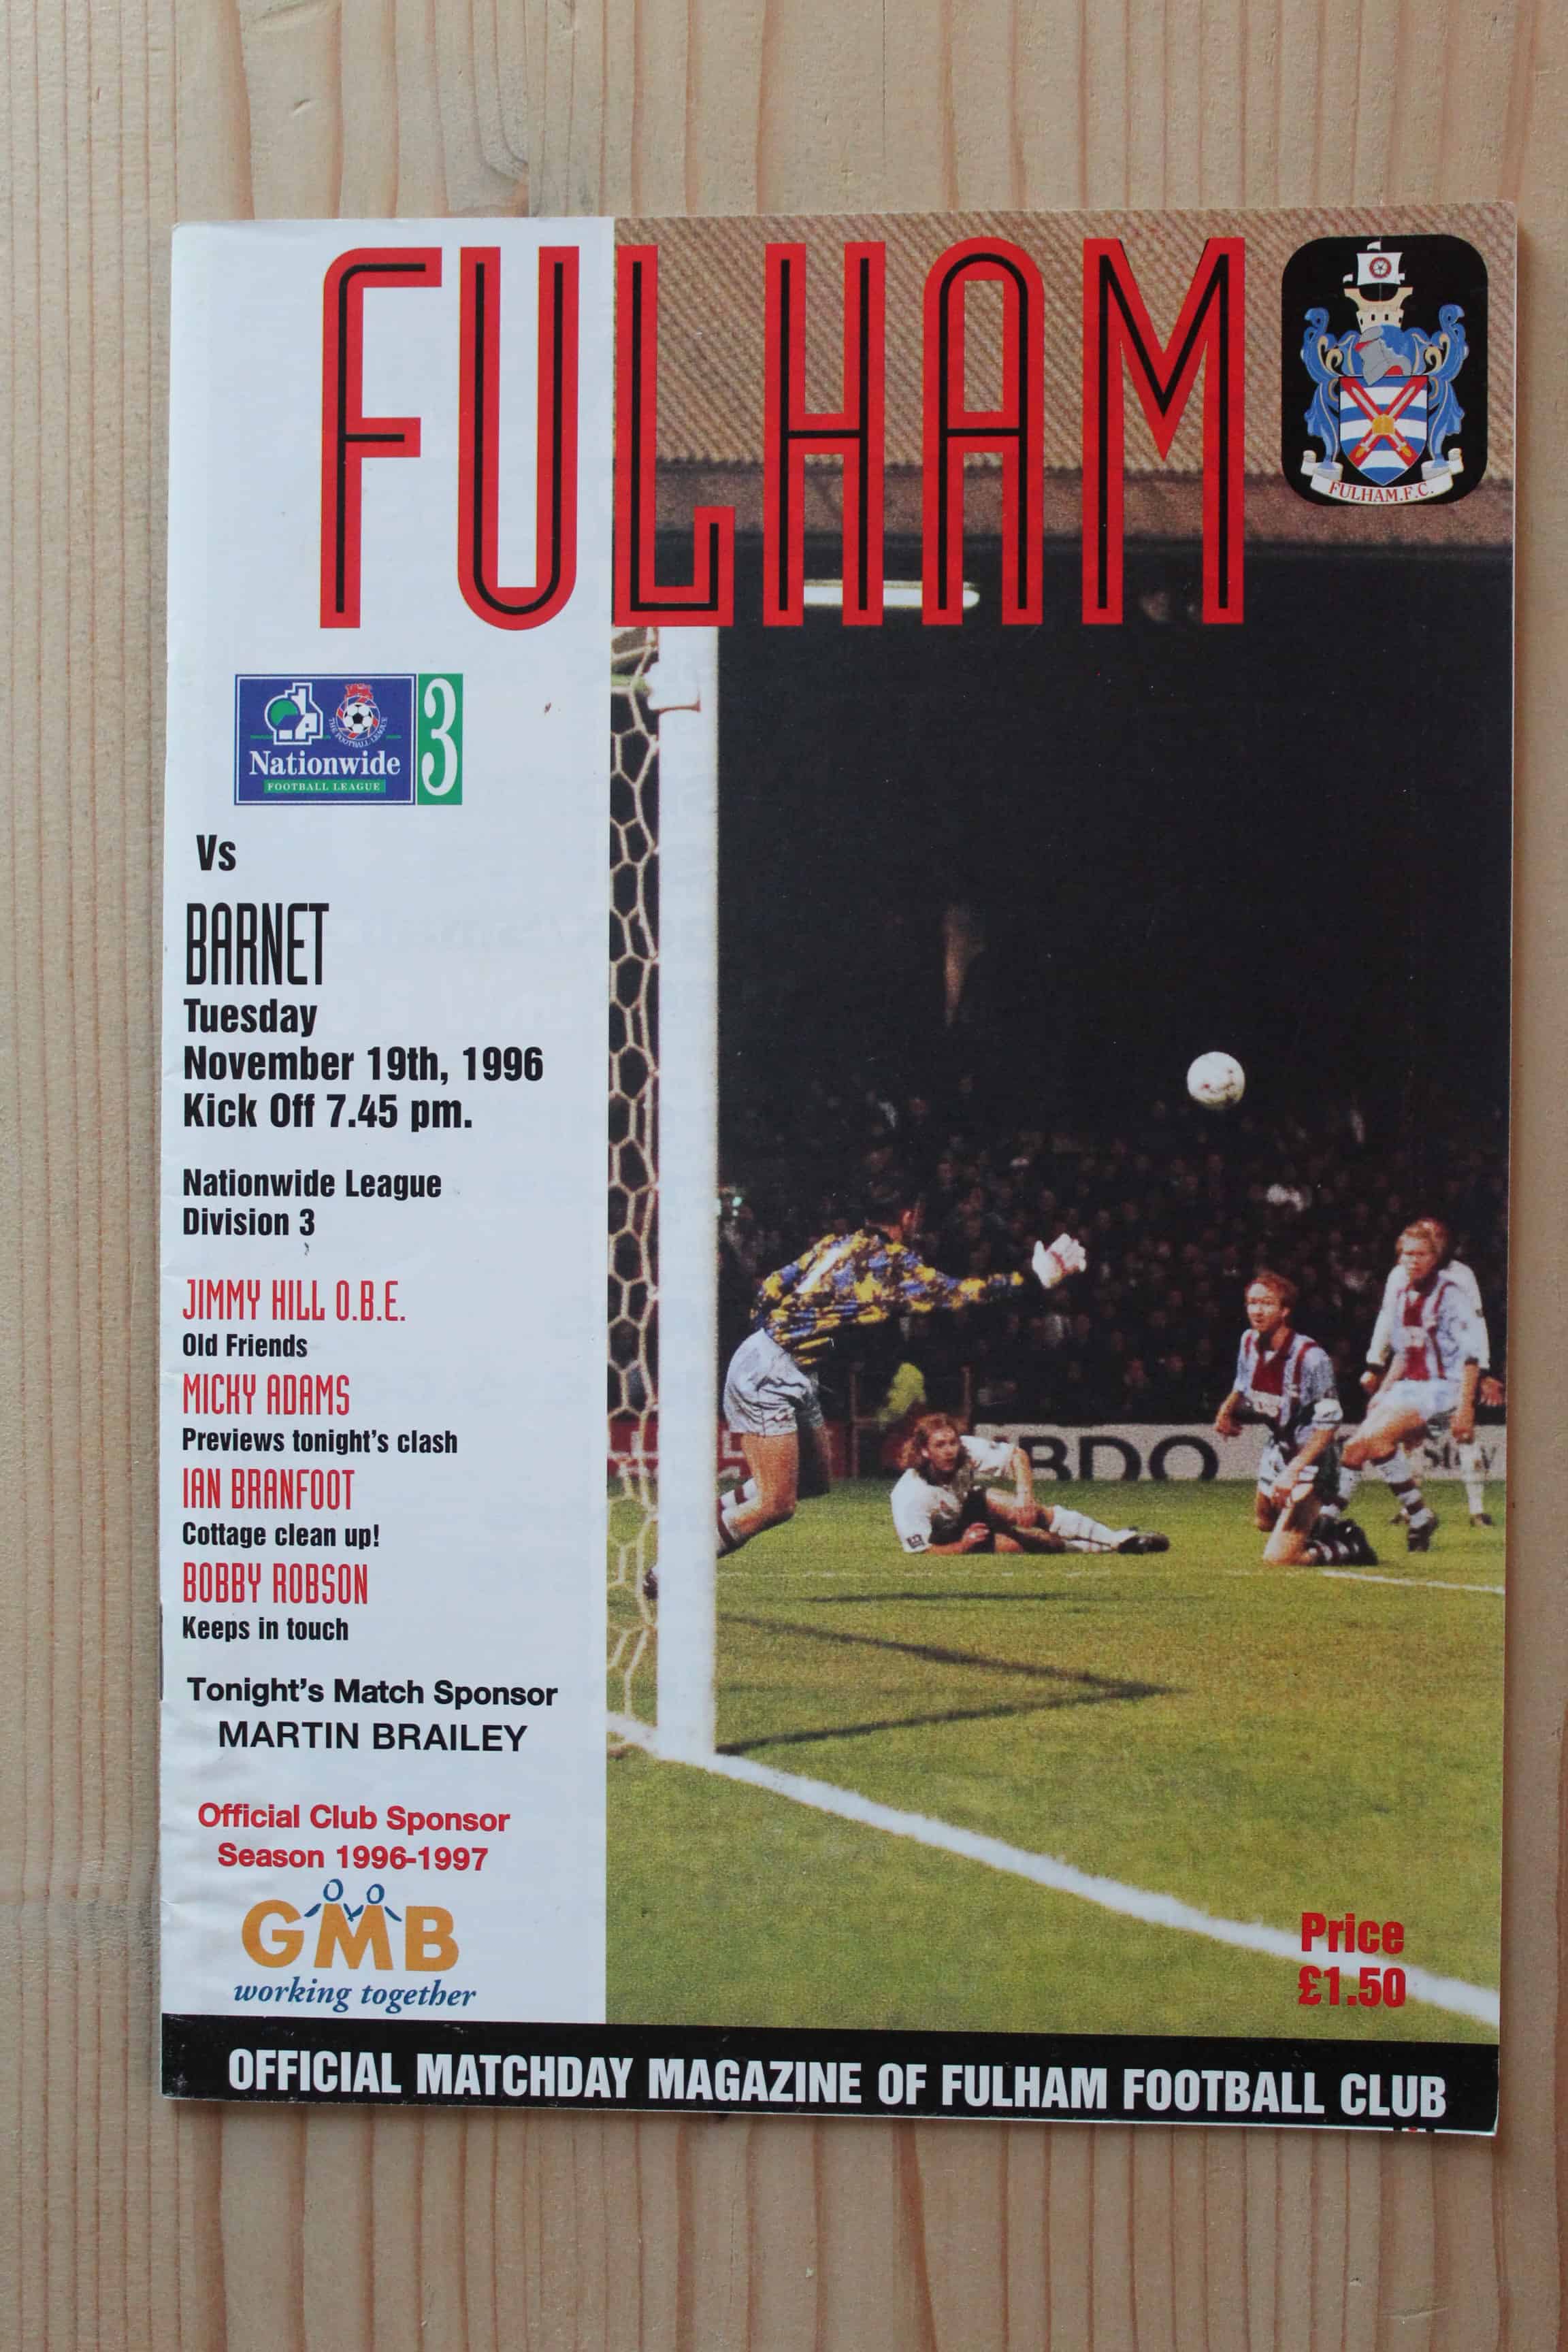 FULHAM
FULHAM.F.C.
THE FOOTBALL LEAGUE
Nationwide
FOOTBALL LEAGUE
3
Vs
BARNET
Tuesday
November 19th, 1996
Kick Off 7.45 pm.
Nationwide League
Division 3
JIMMY HILL O.B.E.
Old Friends
MICKY ADAMS
Previews tonight's clash
IAN BRANFOOT
Cottage clean up!
BOBBY ROBSON
Keeps in touch
Tonight's Match Sponsor
MARTIN BRAILEY
Official Club Sponsor
Season 1996-1997
GMB
working together
BDO
Price
£1.50
OFFICIAL MATCHDAY MAGAZINE OF FULHAM FOOTBALL CLUB